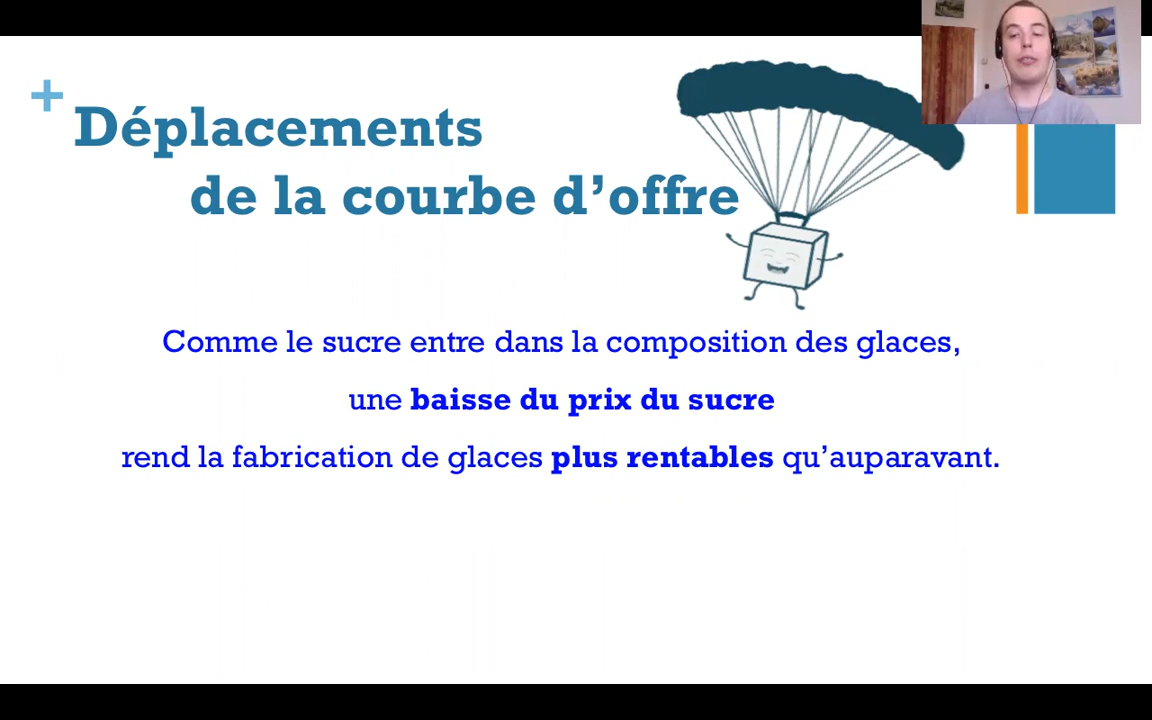 +
Déplacements
de la courbe d’offre
Comme le sucre entre dans la composition des glaces,
une baisse du prix du sucre
rend la fabrication de glaces plus rentables qu’auparavant.